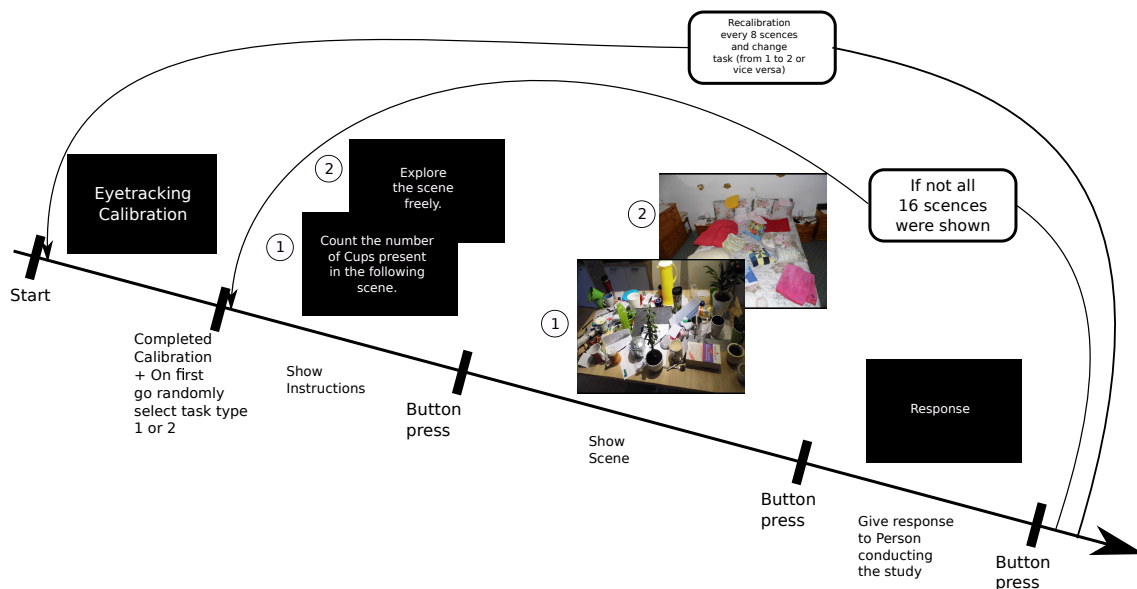 Recalibration
every 8 scences
and change
task (from 1 to 2 or
vice versa)
Eyetracking
Calibration
2
Explore
the scene
freely.
1
Count the number
of Cups present
in the following
scene.
2
1
If not all
16 scences
were shown
Response
Start
Completed
Calibration
+ On first
go randomly
select task type
1 or 2
Show
Instructions
Button
press
Show
Scene
Button
press
Give response
to Person
conducting
the study
Button
press